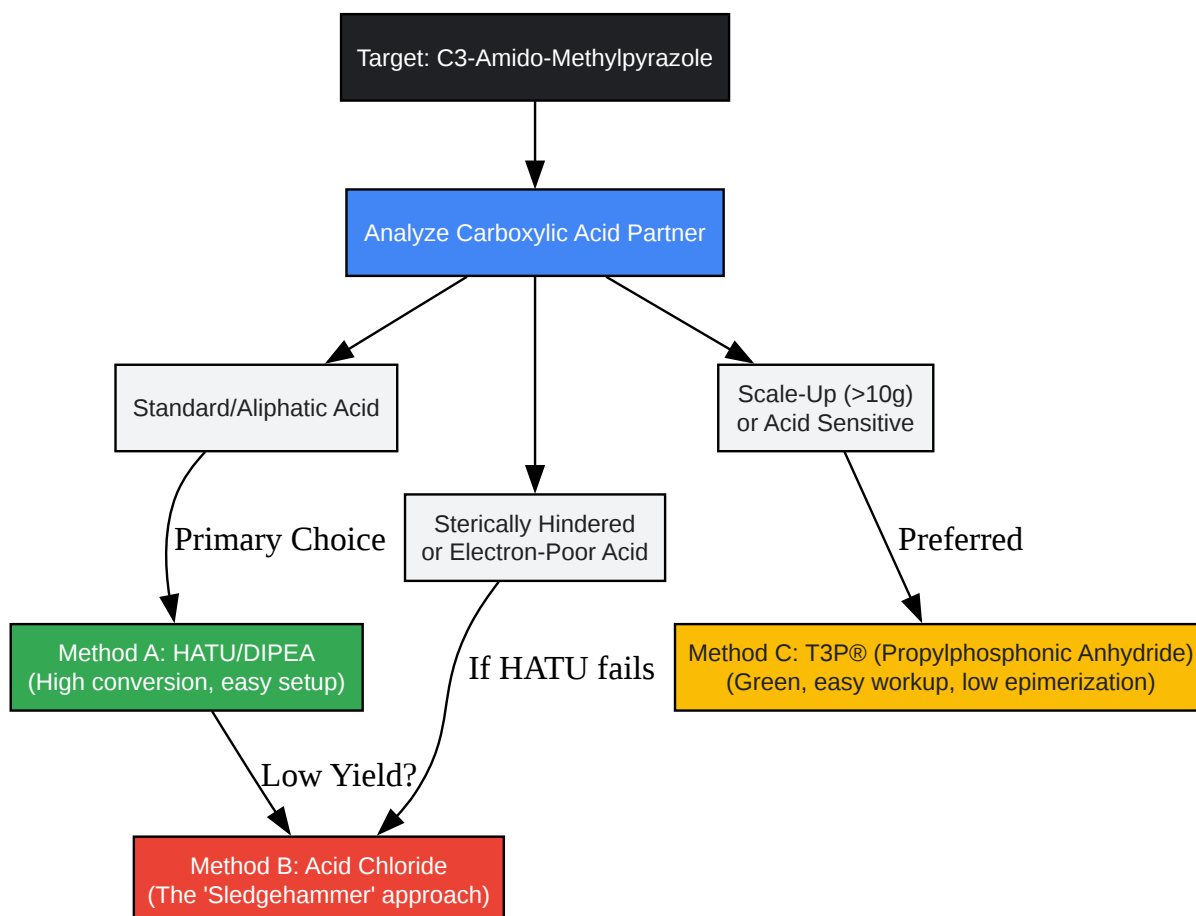 Target: C3-Amido-Methylpyrazole
Analyze Carboxylic Acid Partner
Standard/Aliphatic Acid
Scale-Up (>10g)
or Acid Sensitive
Sterically Hindered
or Electron-Poor Acid
Primary Choice
Preferred
Method A: HATU/DIPEA
(High conversion, easy setup)
If HATU fails
Method C: T3P® (Propylphosphonic Anhydride)
(Green, easy workup, low epimerization)
Low Yield?
Method B: Acid Chloride
(The 'Sledgehammer' approach)